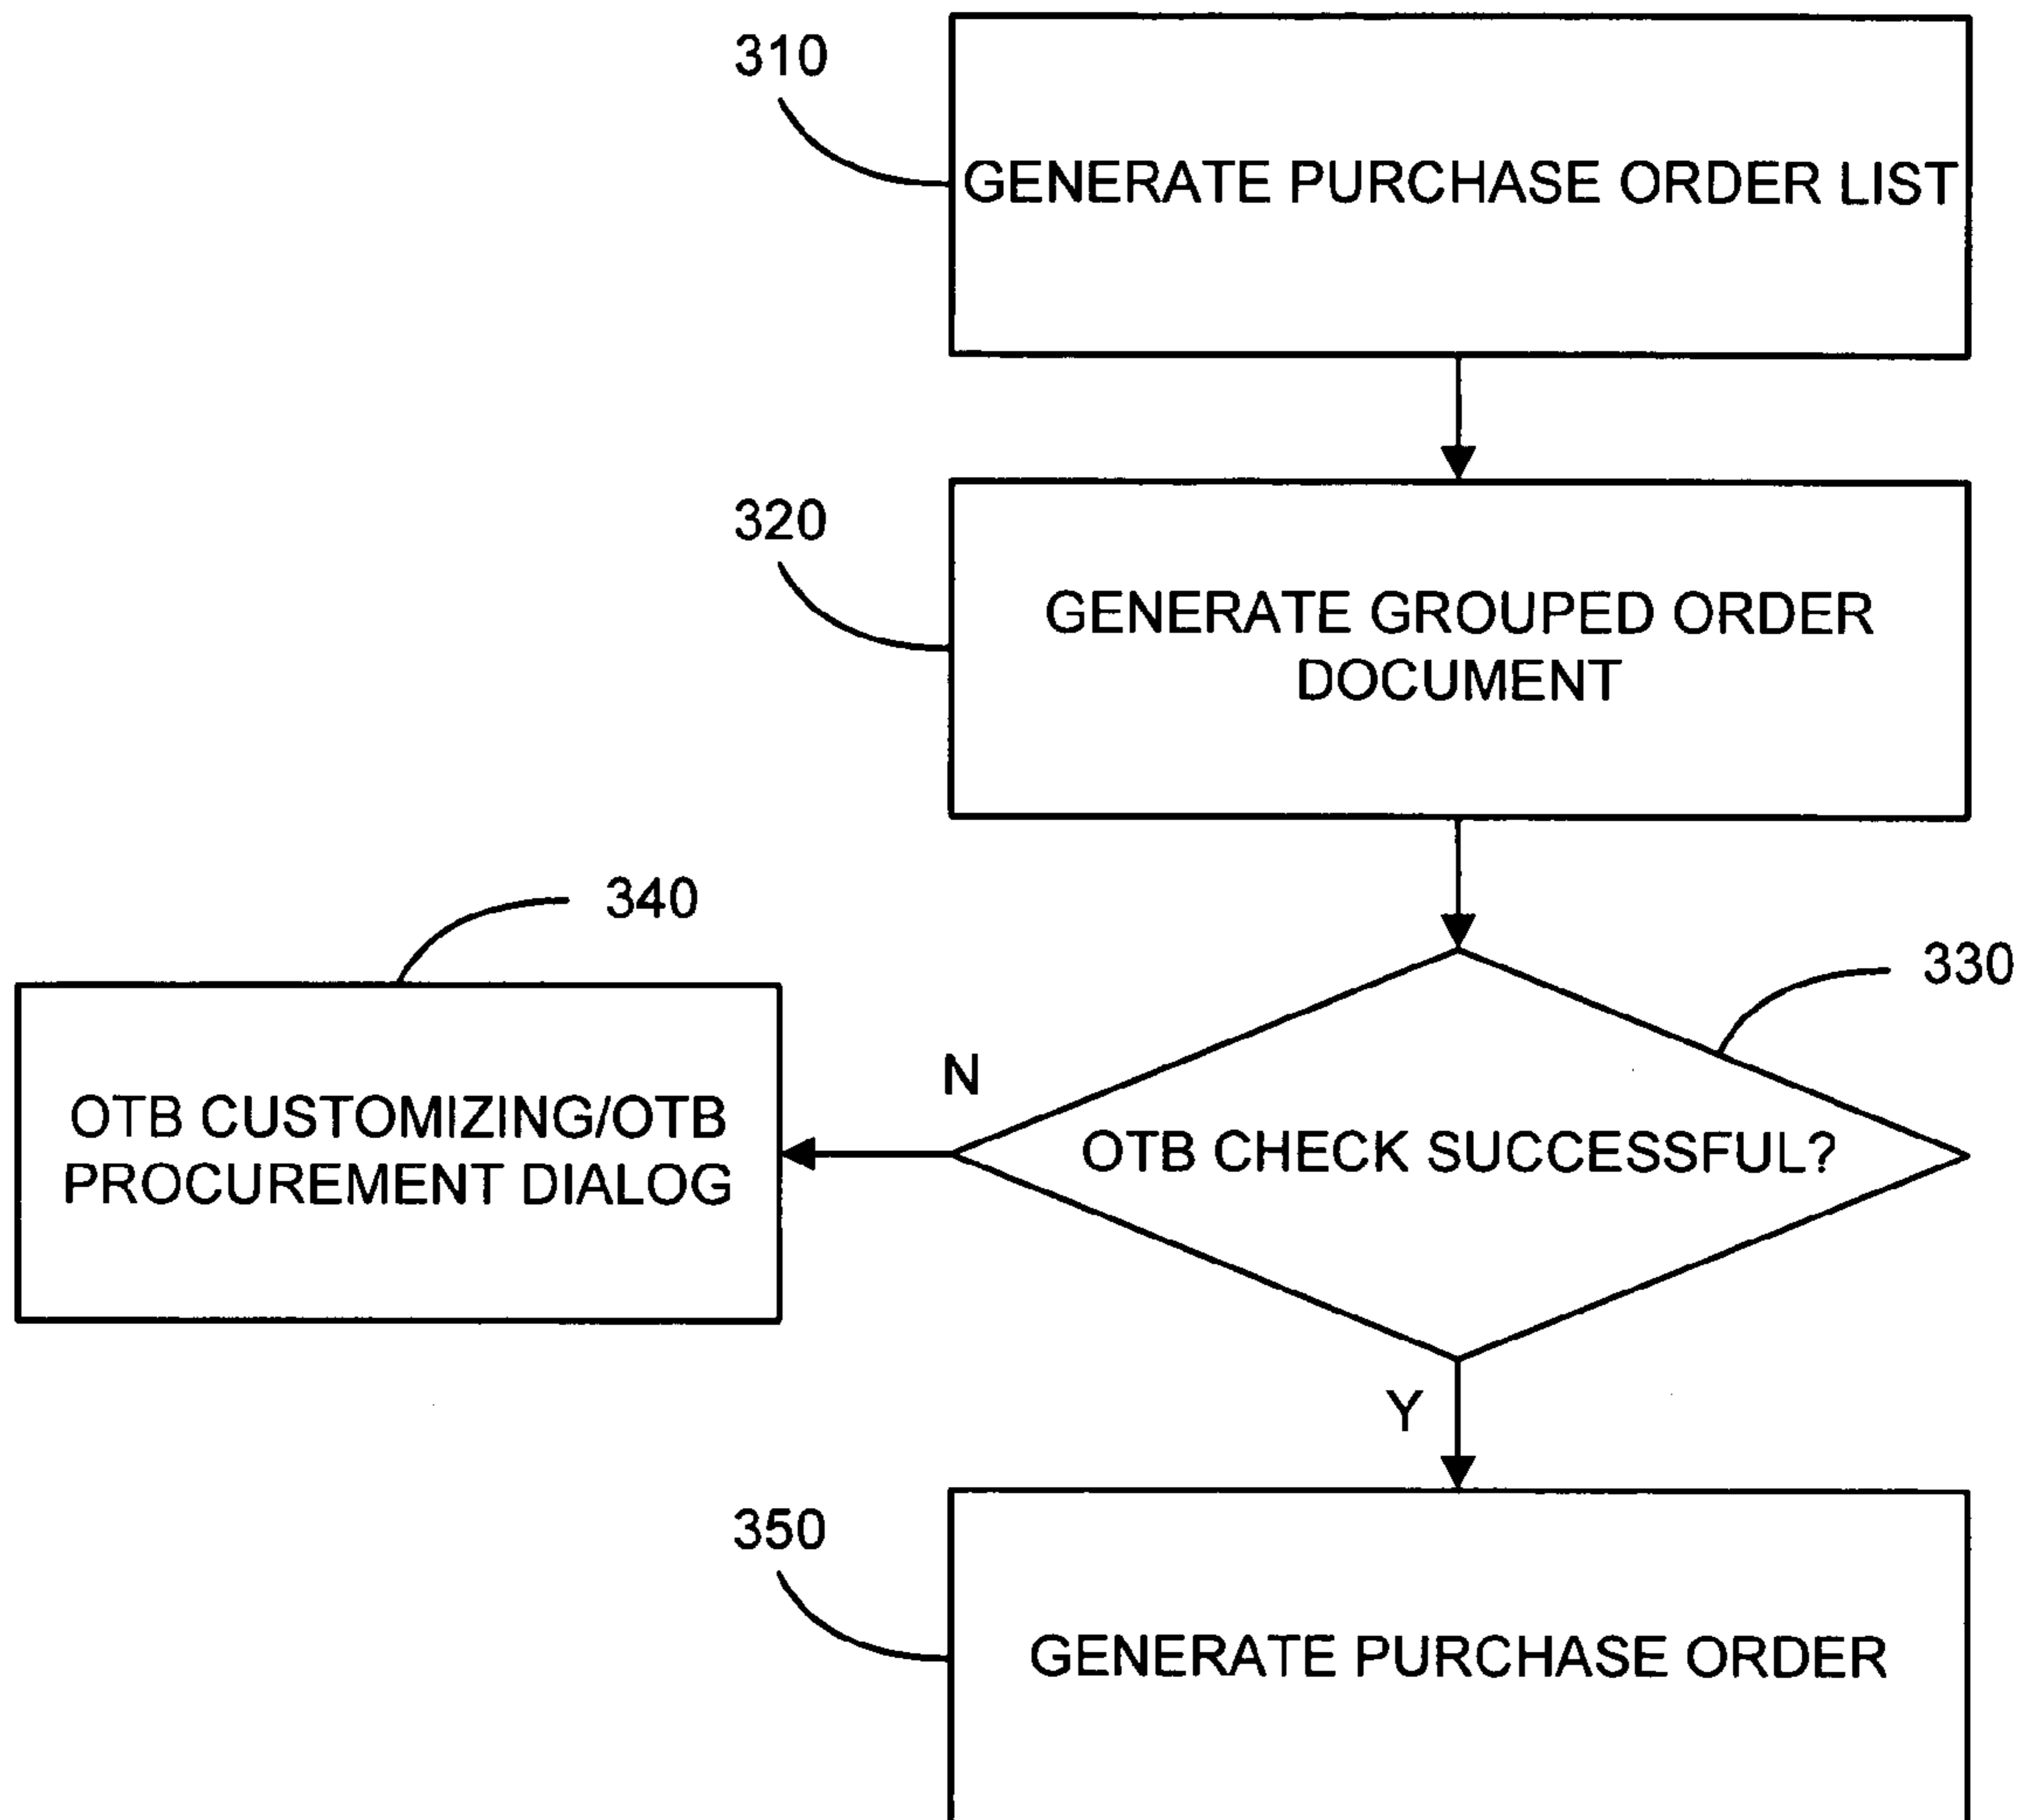 310
GENERATE PURCHASE ORDER LIST
320
GENERATE GROUPED ORDER
DOCUMENT
340
330
N
OTB CUSTOMIZING/OTB
PROCUREMENT DIALOG
OTB CHECK SUCCESSFUL?
Y
350
GENERATE PURCHASE ORDER